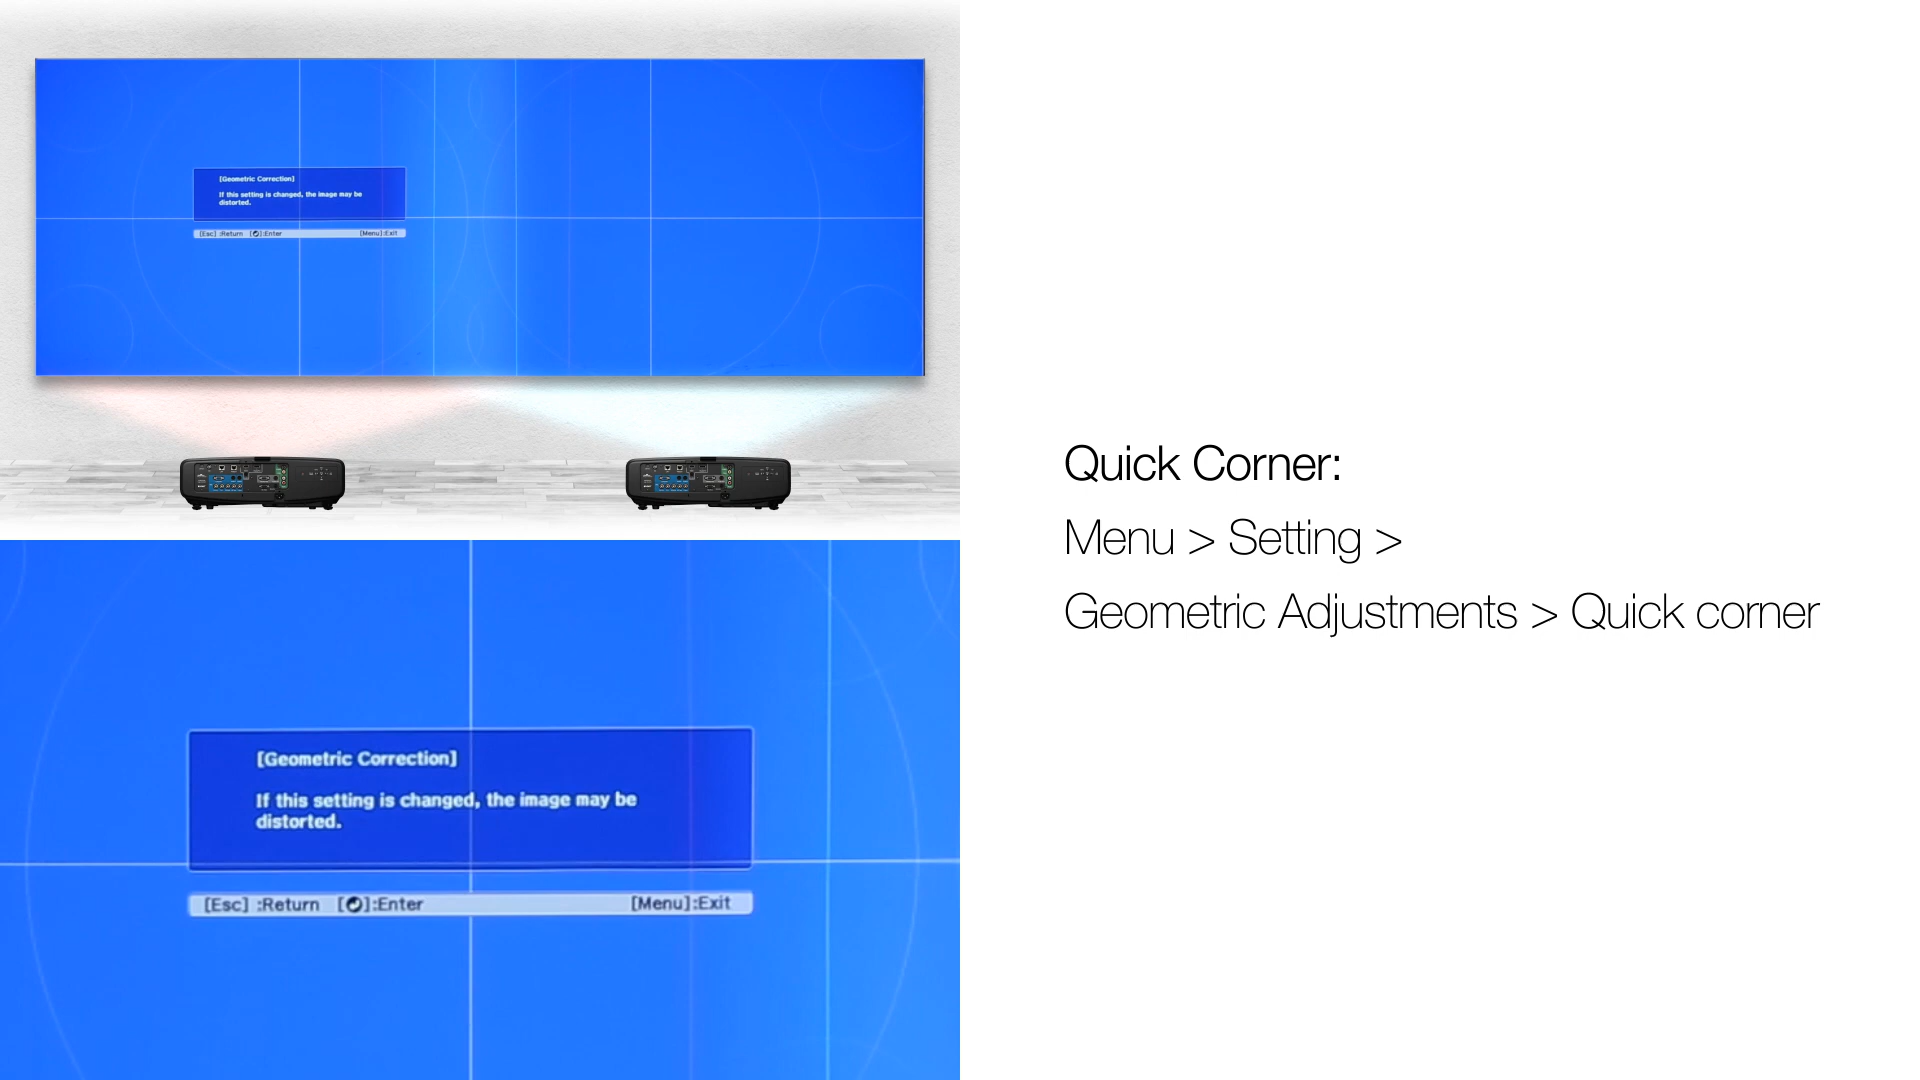 [Geometric Correction]
If this setting is changed, the image may be
distorted.
[Esc] :Return [ ]:Enter [Menu]:Exit
[Geometric Correction]
If this setting is changed, the image may be
distorted.
[Esc] :Return [ ]:Enter [Menu]:Exit
Quick Corner:
Menu > Setting >
Geometric Adjustments > Quick corner